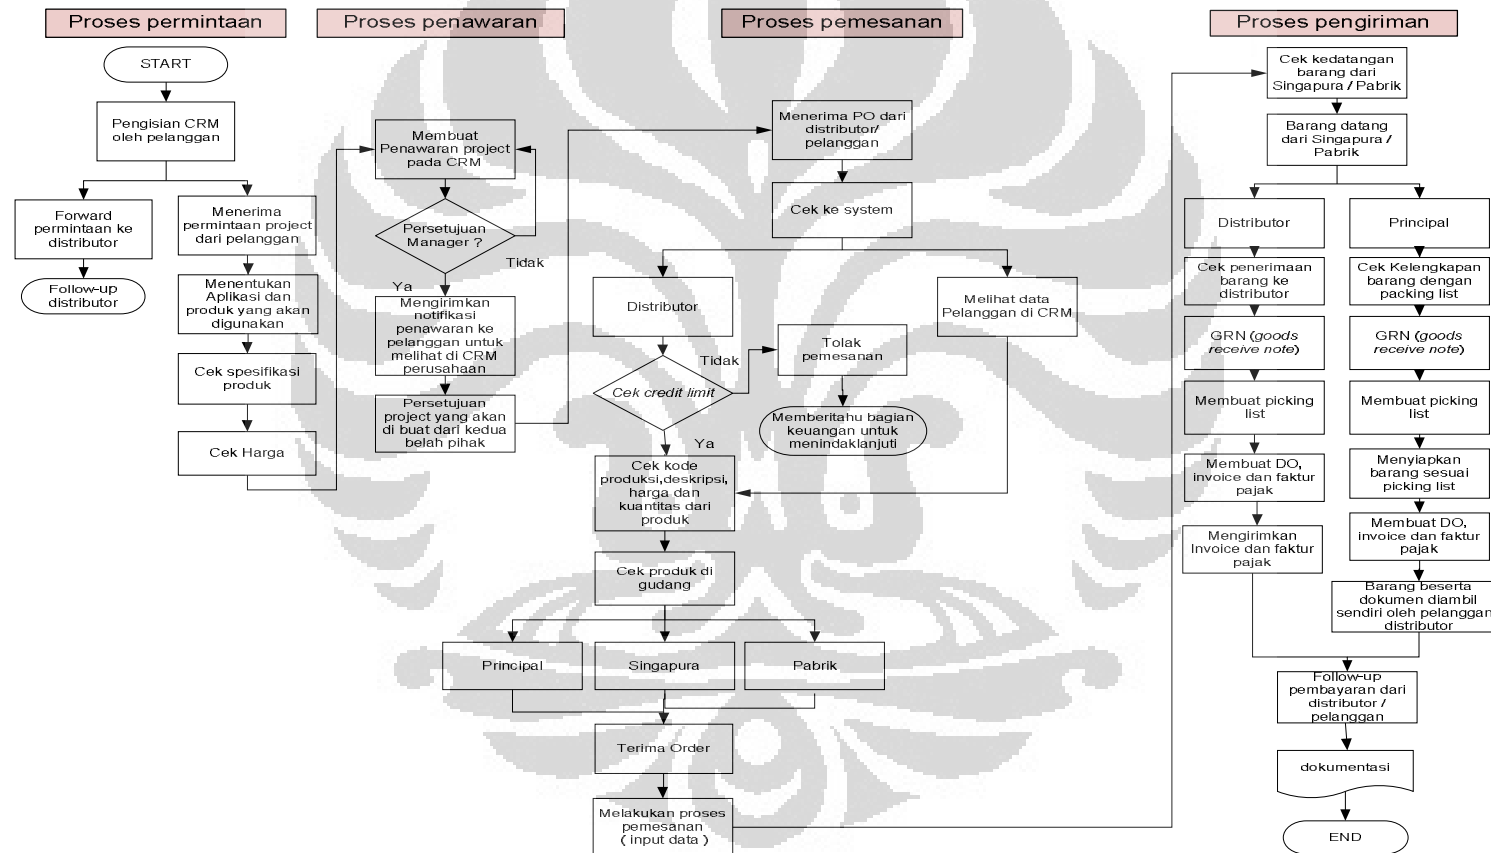 Proses permintaan
START
Pengisian CRM
oleh pelanggan
Forward
permintaan ke
distributor
Follow-up
distributor
Menerima
permintaan project
dari pelanggan
Menentukan
Aplikasi dan
produk yang akan
digunakan
Cek spesifikasi
produk
Cek Harga
Proses penawaran
Membuat
Penawaran project
pada CRM
Persetujuan
Manager ?
Tidak
Ya
Mengirimkan
notifikasi
penawaran ke
pelanggan untuk
melihat di CRM
perusahaan
Persetujuan
project yang akan
di buat dari kedua
belah pihak
Proses pemesanan
Menerima PO dari
distributor/
pelanggan
Cek ke system
Distributor
Melihat data
Pelanggan di CRM
Cek credit limit
Tidak
Tolak
pemesanan
Memberitahu bagian
keuangan untuk
menindaklanjuti
Ya
Cek kode
produksi,deskripsi,
harga dan
kuantitas dari
produk
Cek produk di
gudang
Principal
Singapura
Pabrik
Terima Order
Melakukan proses
pemesanan
( input data )
Proses pengiriman
Cek kedatangan
barang dari
Singapura / Pabrik
Barang datang
dari Singapura /
Pabrik
Distributor
Cek penerimaan
barang ke
distributor
GRN (goods
receive note)
Membuat picking
list
Membuat DO,
invoice dan faktur
pajak
Mengirimkan
Invoice dan faktur
pajak
Principal
Cek Kelengkapan
barang dengan
packing list
GRN (goods
receive note)
Membuat picking
list
Menyiapkan
barang sesuai
picking list
Membuat DO,
invoice dan faktur
pajak
Barang beserta
dokumen diambil
sendiri oleh pelanggan
distributor
Follow-up
pembayaran dari
distributor /
pelanggan
dokumentasi
END